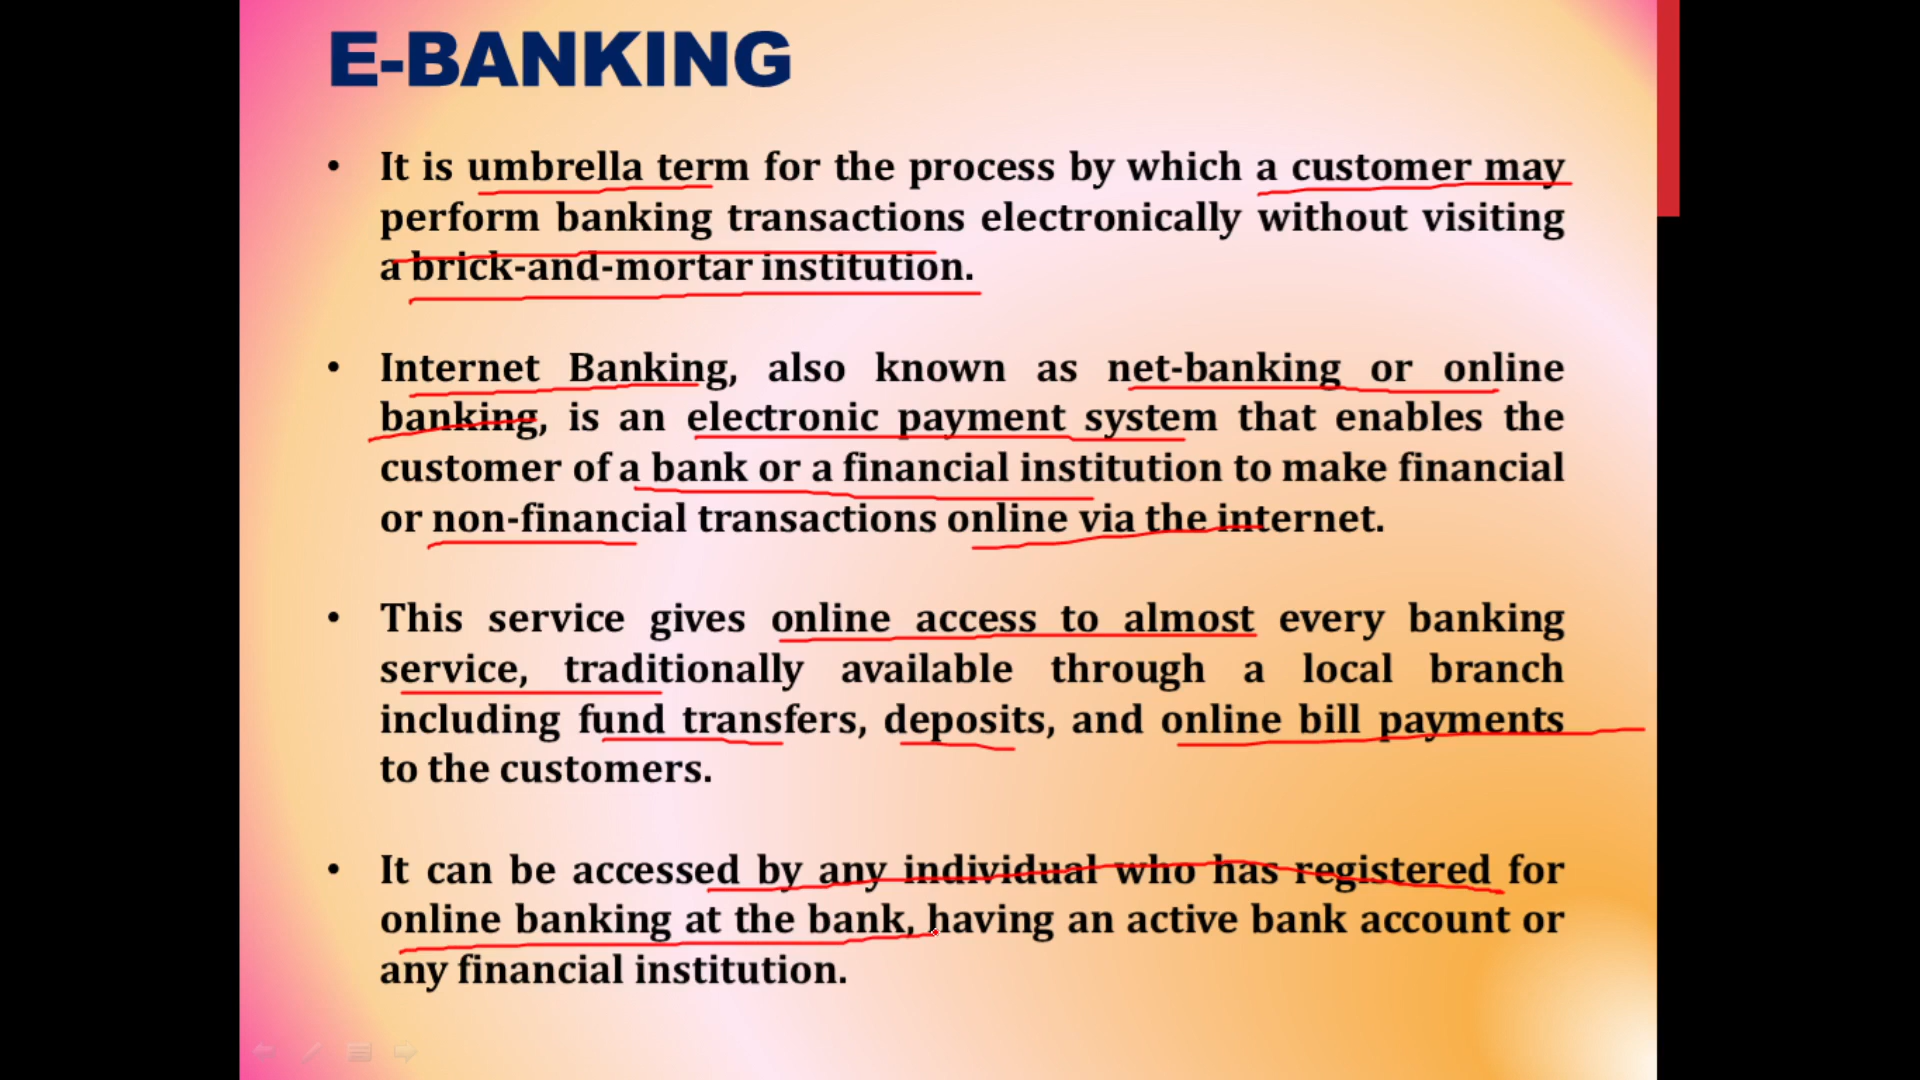 E-BANKING
• It is umbrella term for the process by which a customer may
perform banking transactions electronically without visiting
a brick-and-mortar institution.
• Internet Banking, also known as net-banking or online
banking, is an electronic payment system that enables the
customer of a bank or a financial institution to make financial
or non-financial transactions online via the internet.
• This service gives online access to almost every banking
service, traditionally available through a local branch
including fund transfers, deposits, and online bill payments
to the customers.
• It can be accessed by any individual who has registered for
online banking at the bank, having an active bank account or
any financial institution.